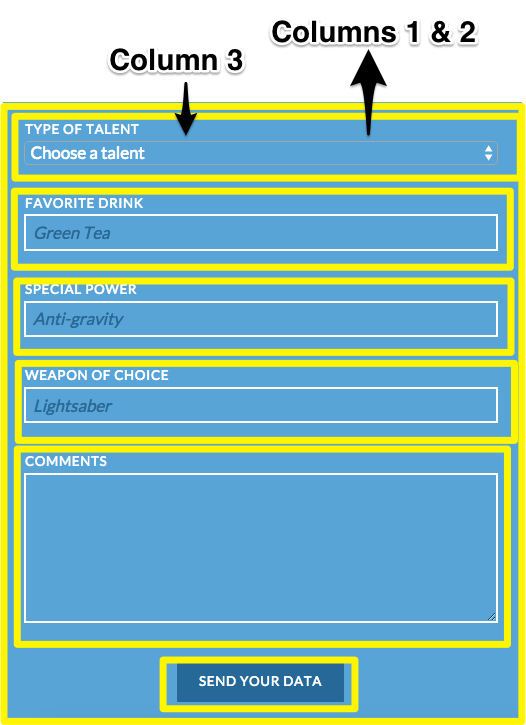 Columns 1 & 2
Column 3
TYPE OF TALENT
Choose a talent
FAVORITE DRINK
Green Tea
SPECIAL POWER
Anti-gravity
WEAPON OF CHOICE
Lightsaber
COMMENTS
SEND YOUR DATA